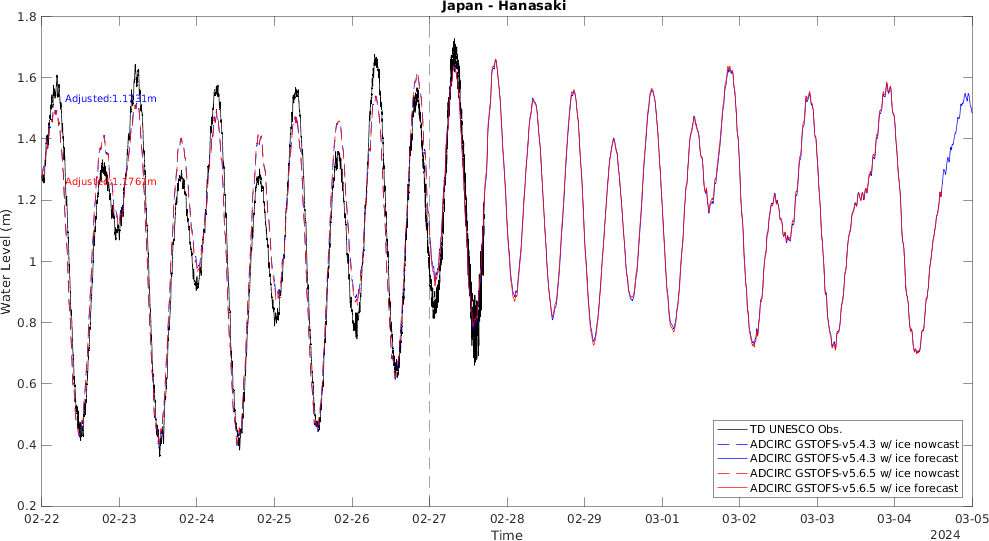 Japan - Hanasaki
1.8
1.6
1.4
1.2
1
0.8
0.6
0.4
0.2
Water Level (m)
Adjusted:1.1762m
TD UNESCO Obs.
ADCIRC GSTOFS-v5.4.3 w/ ice nowcast
ADCIRC GSTOFS-v5.4.3 w/ ice forecast
ADCIRC GSTOFS-v5.6.5 w/ ice nowcast
ADCIRC GSTOFS-v5.6.5 w/ ice forecast
02-22 02-23 02-24 02-25 02-26 02-27 02-28 02-29 03-01 03-02 03-03 03-04 03-05
Time
2024